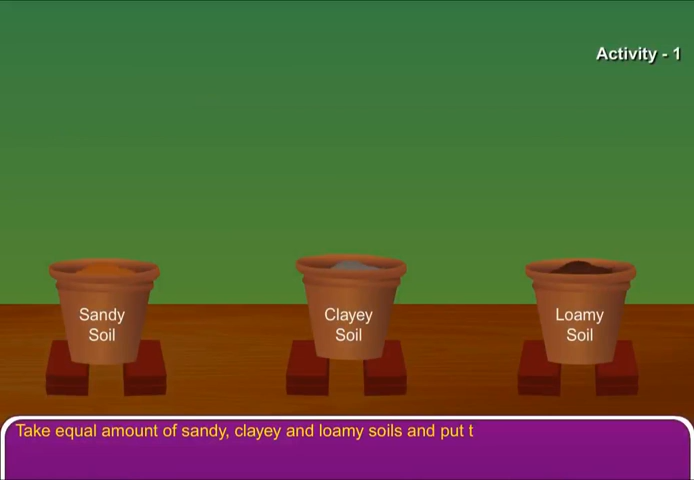 Activity - 1
Sandy
Soil
Clayey
Soil
Loamy
Soil
Take equal amount of sandy, clayey and loamy soils and put t